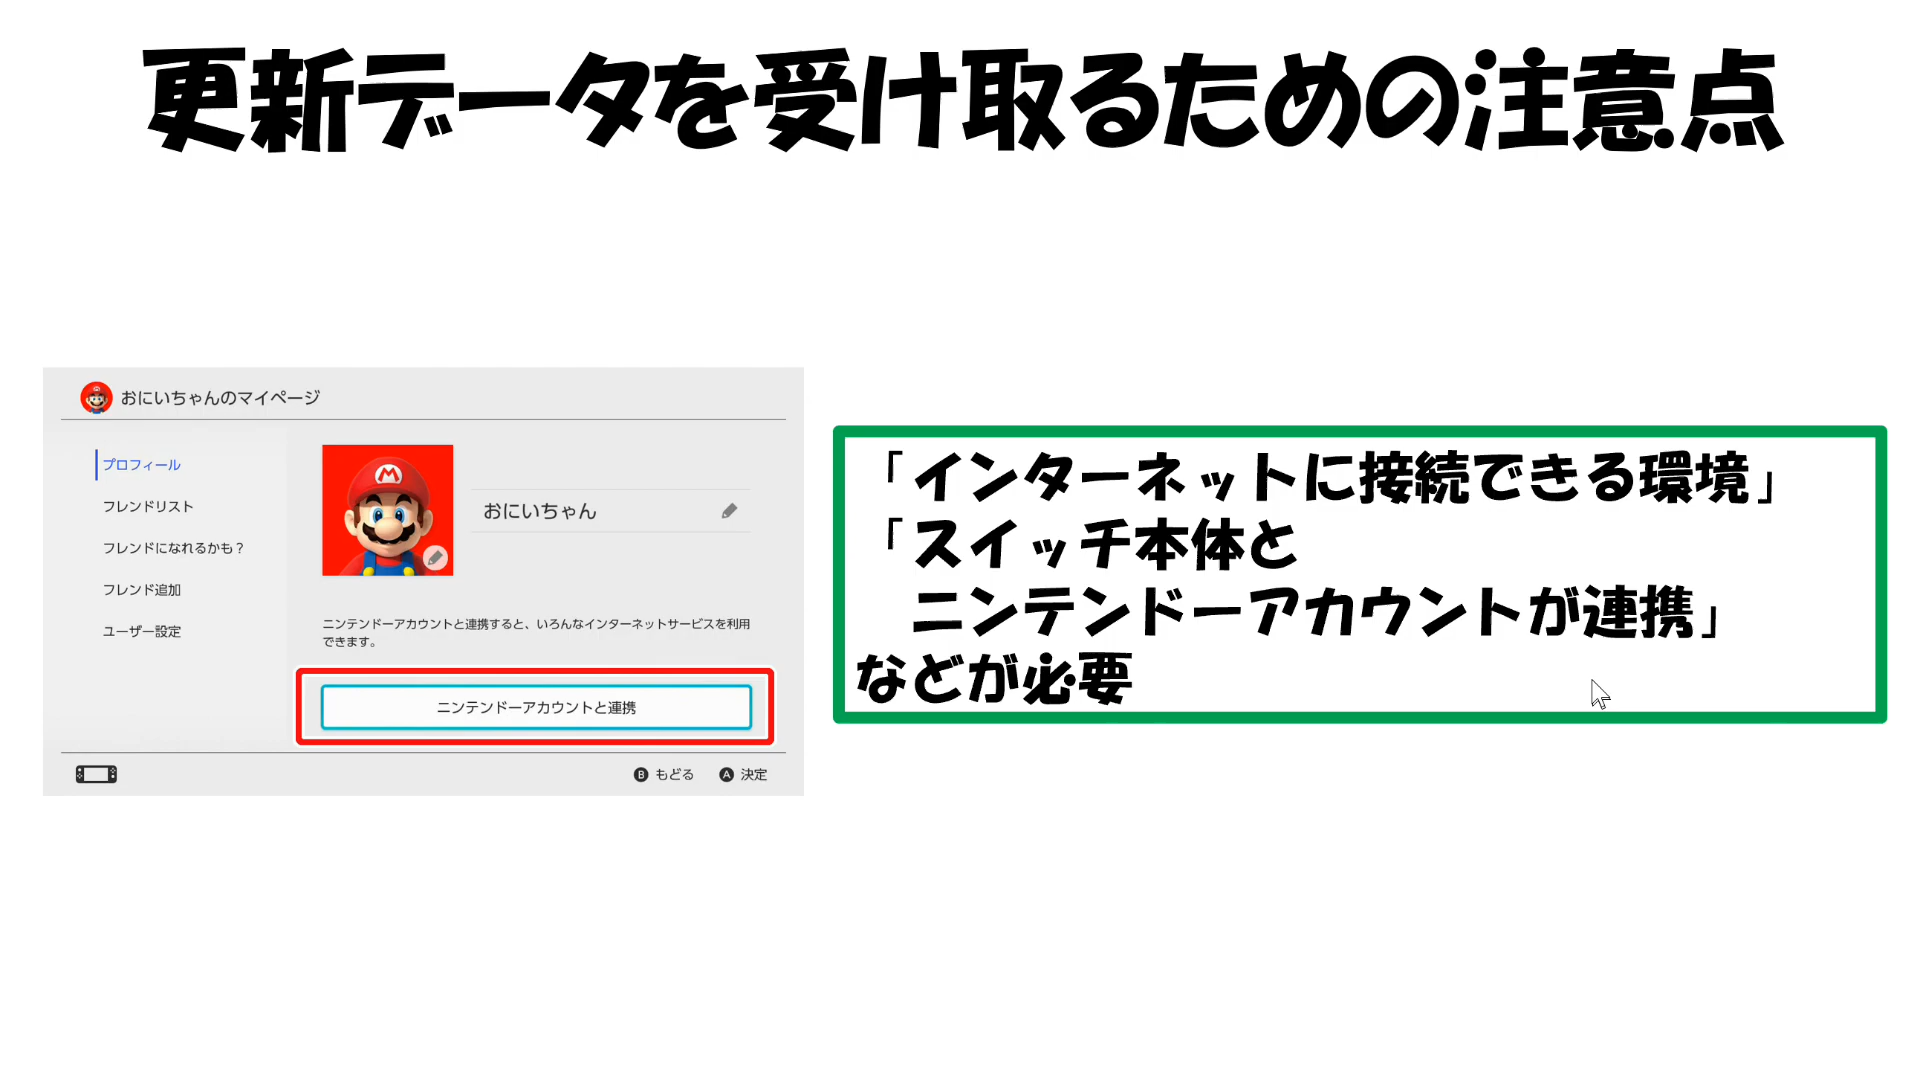 更新データを受け取るための注意点
おにいちゃんのマイページ
プロフィール
フレンドリスト
フレンドになれるかも？
フレンド追加
ユーザー設定
おにいちゃん
ニンテンドーアカウントと連携すると、いろんなインターネットサービスを利用
できます。
ニンテンドーアカウントと連携
B もどる A 決定
「インターネットに接続できる環境」
「スイッチ本体と
ニンテンドーアカウントが連携」
などが必要